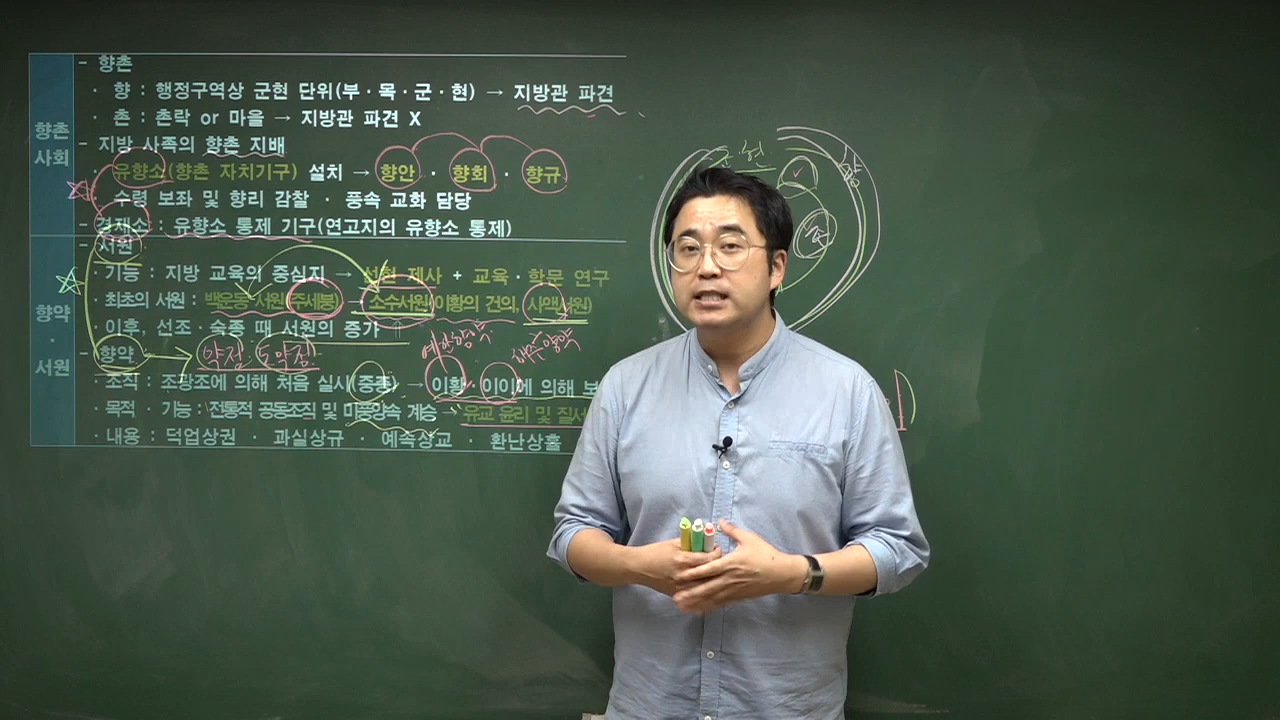 향촌 사회
- 향촌
· 향 : 행정구역상 군현 단위(부·목·군·현) → 지방관 파견
· 촌 : 촌락 or 마을 → 지방관 파견 X
- 지방 사족의 향촌 지배
· 유향소(향촌 자치기구) 설치 → 향안 · 향회 · 향규
· 수령 보좌 및 향리 감찰 · 풍속 교화 담당
- 경재소 : 유향소 통제 기구(연고지의 유향소 통제)
향약 · 서원
- 서원
· 기능 : 지방 교육의 중심지 → 선현 제사 + 교육 · 학문 연구
· 최초의 서원 : 백운동 서원(주세붕) → 소수서원(이황의 건의, 사액서원)
· 이후, 선조 · 숙종 때 서원의 증가 ⇑
예안향약 해주향약
- 향약 → 약정 도약정
· 조직 : 조광조에 의해 처음 실시(중종) → 이황 · 이이에 의해 보
· 목적 · 기능 : 전통적 공동조직 및 미풍양속 계승 → 유교 윤리 및 질서
· 내용 : 덕업상권 · 과실상규 · 예속상교 · 환난상휼